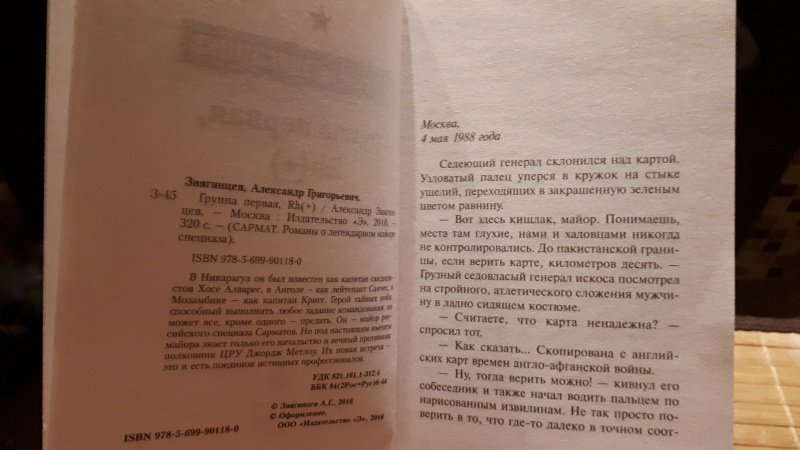 Звягинцев, Александр Григорьевич.
З-45 Группа первая, Rh(+) / Александр Звягин-
цев. — Москва : Издательство «Э», 2016. —
320 с. — (САРМАТ. Романы о легендарном майоре
спецназа).
ISBN 978-5-699-90118-0
В Никарагуа он был известен как капитан сандинис-
тов Хосе Алварес, в Анголе — как лейтенант Санчес, в
Мозамбике — как капитан Кригс. Герой тайных войн,
способный выполнить любое задание командования, он
может все, кроме одного — предать. Он — майор рос-
сийского спецназа Сарматов. Но под настоящим именем
майора знает только его начальство и вечный противник
полковник ЦРУ Джордж Метлоу. Их новая встреча —
это и есть поединок истинных профессионалов.
УДК 821.161.1-312.4
ББК 84(2Рос=Рус)6-44
© Звягинцев А.Г., 2016
© Оформление.
ООО «Издательство «Э», 2016
ISBN 978-5-699-90118-0
Москва,
4 мая 1988 года
Седеющий генерал склонился над картой.
Узловатый палец уперся в кружок на стыке
ущелий, переходящих в закрашенную зеленым
цветом равнину.
— Вот здесь кишлак, майор. Понимаешь,
места там глухие, нами и хадовцами никогда
не контролировались. До пакистанской грани-
цы, если верить карте, километров десять. —
Грузный седовласый генерал искоса посмотрел
на стройного, атлетического сложения мужчи-
ну в ладно сидящем костюме.
— Считаете, что карта ненадежна? —
спросил тот.
— Как сказать... Скопирована с англий-
ских карт времен англо-афганской войны.
— Ну, тогда верить можно! — кивнул его
собеседник и также начал водить пальцем по
нарисованным извилинам. Не так просто по-
верить в то, что где-то далеко в точном соот-